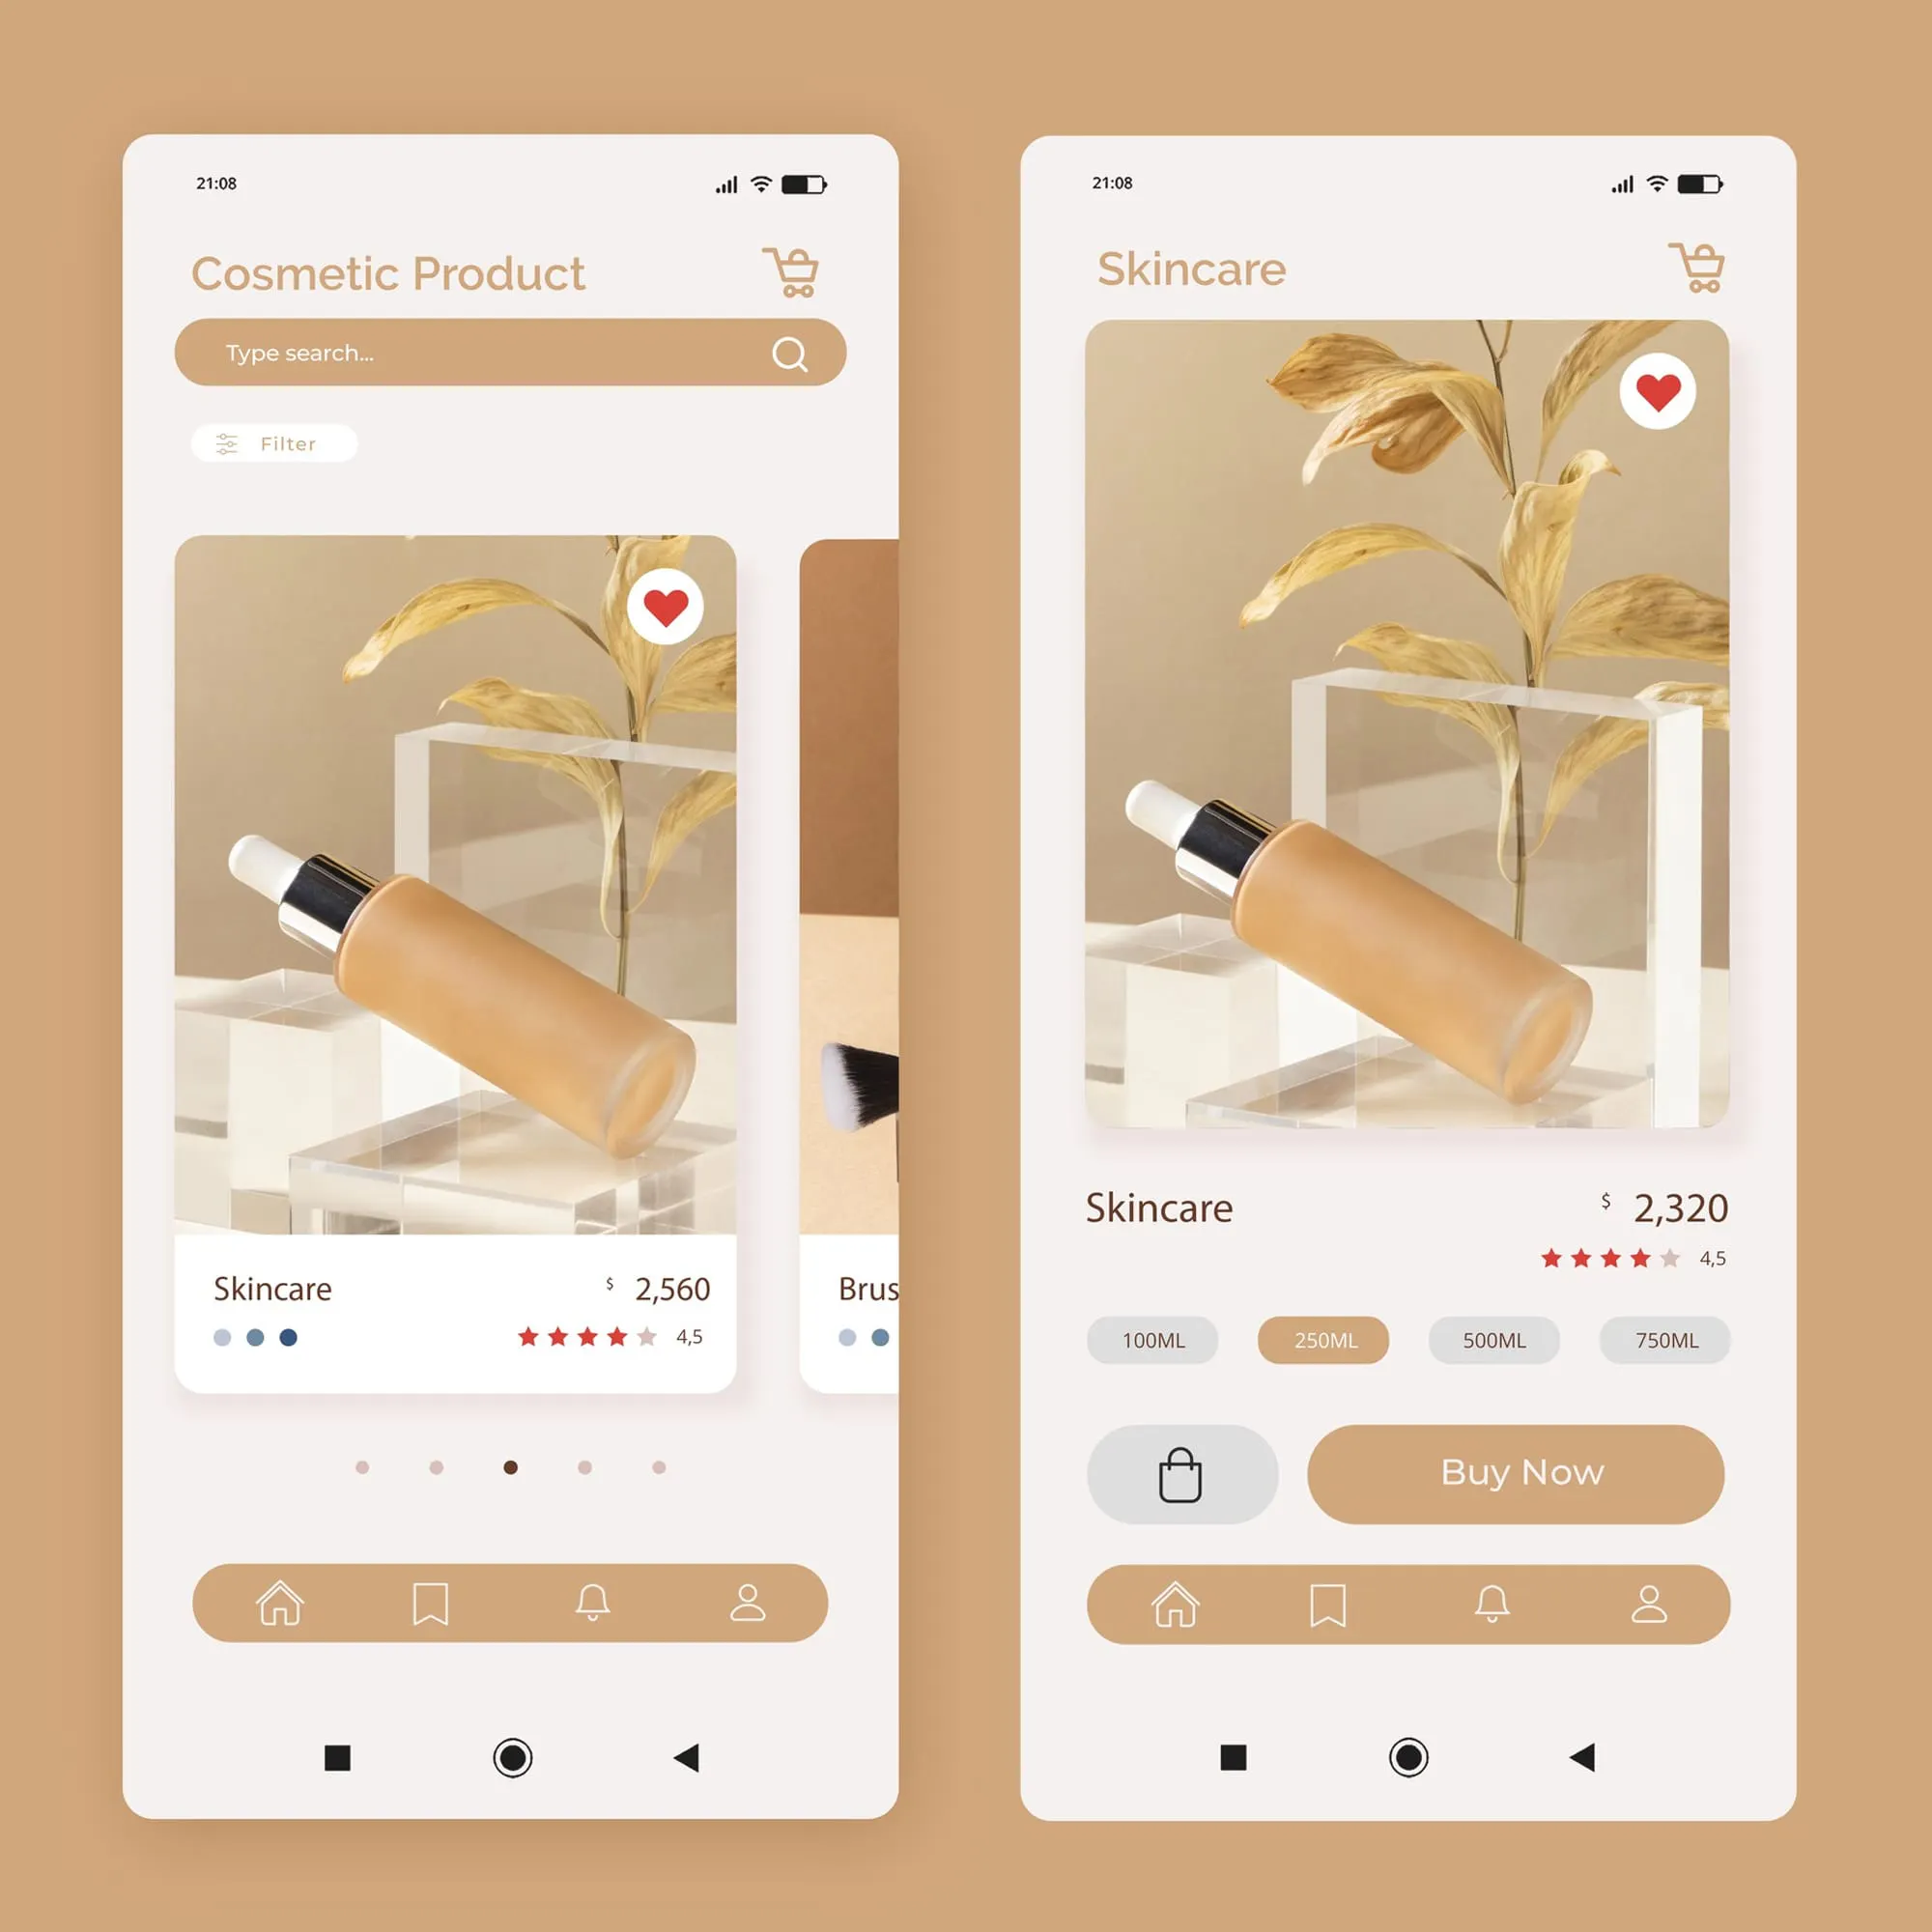 21:08
Cosmetic Product
Type search...
Filter
Skincare
$ 2,560
4,5
Brus
21:08
Skincare
Skincare
$ 2,320
4,5
100ML
250ML
500ML
750ML
Buy Now